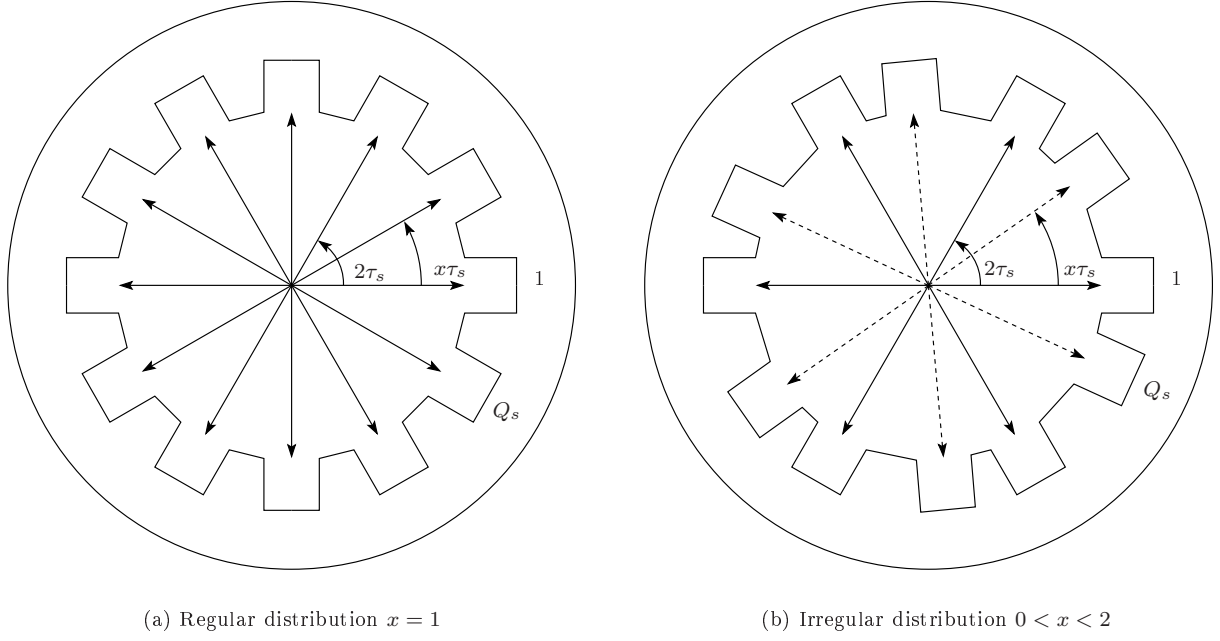 2τₛ
xτₛ
1
Qₛ
2τₛ
xτₛ
1
Qₛ
(a) Regular distribution x = 1
(b) Irregular distribution 0 < x < 2